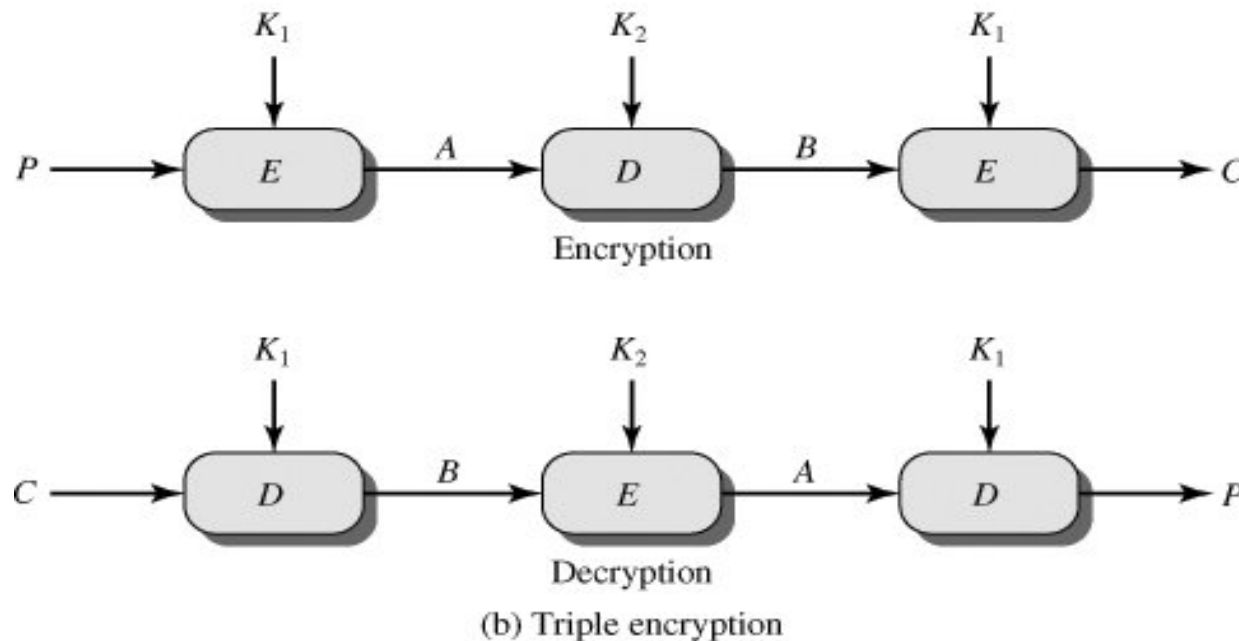 K₁ K₂ K₁
P E A D B E C
Encryption
K₁ K₂ K₁
C D B E A D P
Decryption
(b) Triple encryption